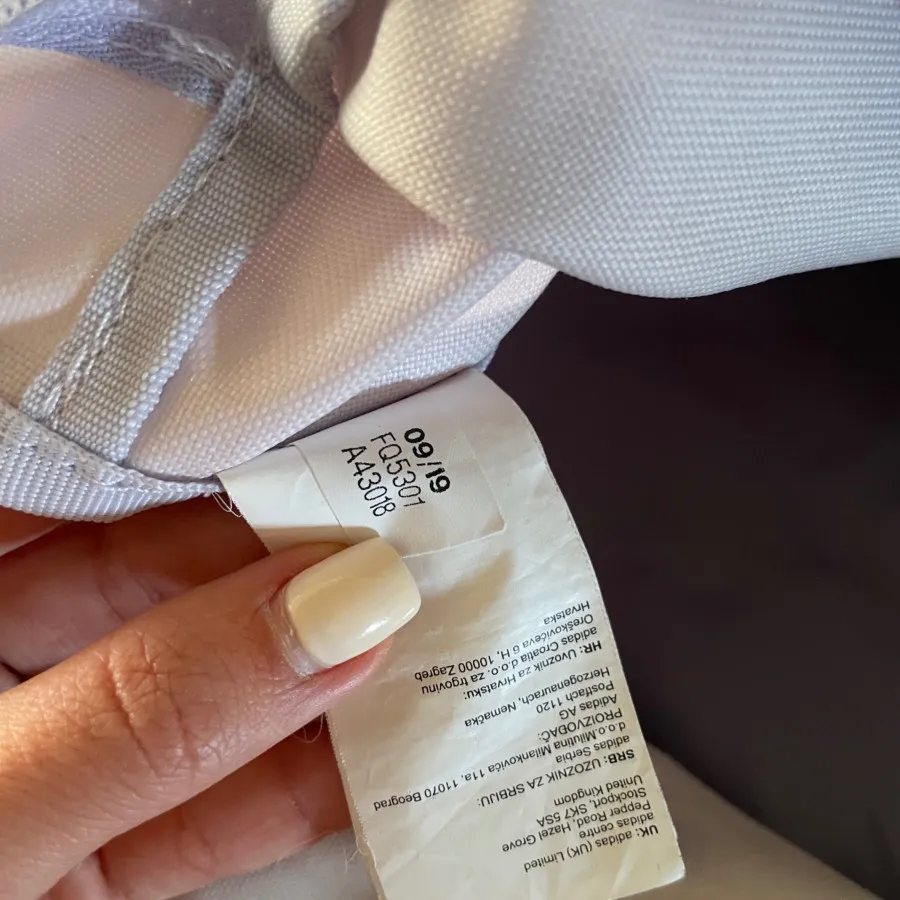 09/19
FQ5301
A43018
UK: adidas (UK) Limited
adidas centre
Pepper Road, Hazel Grove
Stockport, SK7 5SA
United Kingdom
SRB: UZOZNIK ZA SRBIJU:
adidas Serbia
d.o.o.Milutina Milankovića 11a, 11070 Beograd
PROIZVOĐAČ:
adidas AG
Postfach 1120
Herzogenaurach, Nemačka
HR: Uvoznik za Hrvatsku:
adidas Croatia d.o.o. za trgovinu
Oreškovićeva 6 H, 10000 Zagreb
Hrvatska